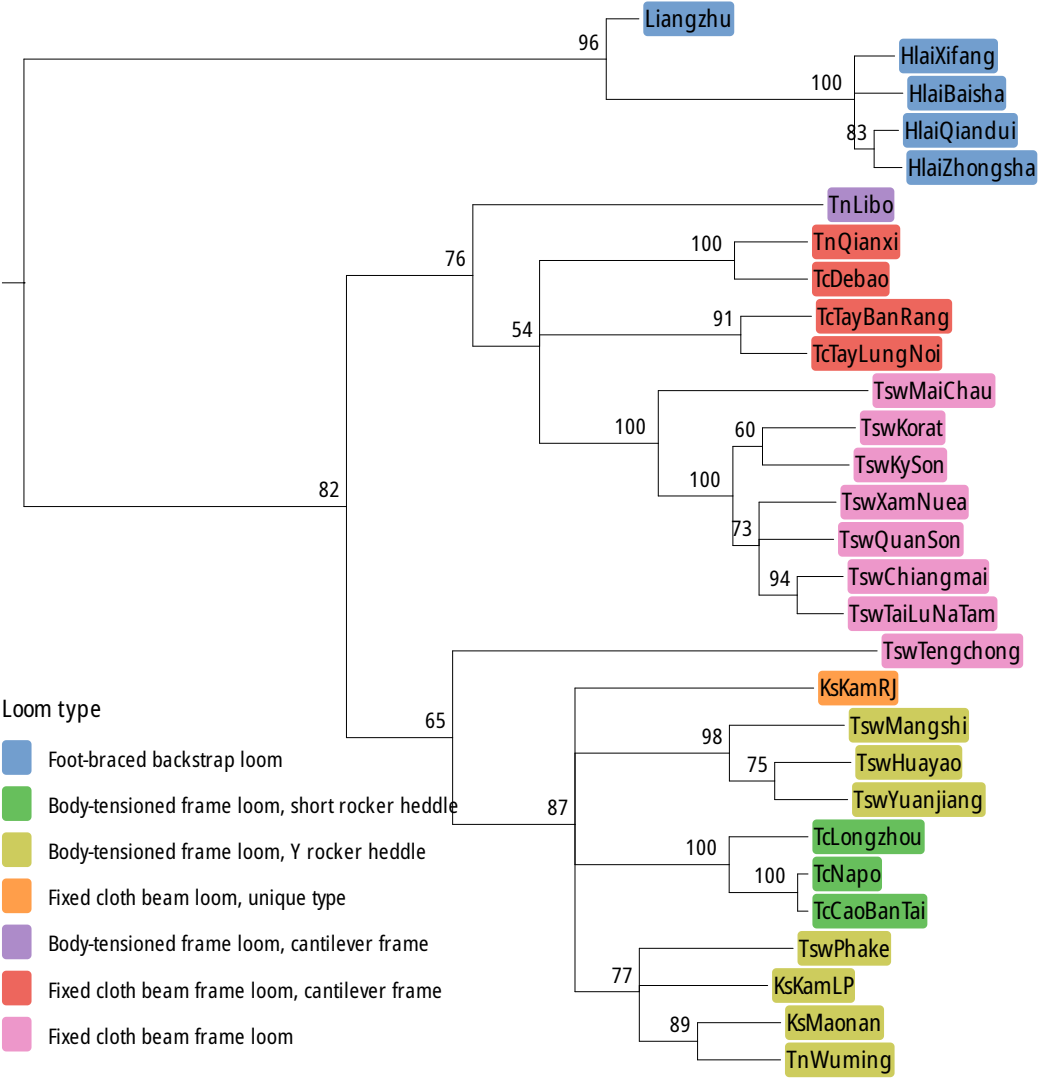 Liangzhu
96
HlaiXifang
100
HlaiBaisha
HlaiQiandui
83
HlaiZhongsha
TnLibo
TnQianxi
100
76
TcDebao
TcTayBanRang
91
54
TcTayLungNoi
TswMaiChau
100
TswKorat
60
TswKySon
100
82
TswXamNuea
73
TswQuanSon
94
TswChiangmai
TswTaiLuNaTam
TswTengchong
KsKamRJ
65
TswMangshi
98
75
TswHuayao
TswYuanjiang
87
TcLongzhou
100
100
TcNapo
TcCaoBanTai
TswPhake
77
KsKamLP
89
KsMaonan
TnWuming
Loom type
Foot-braced backstrap loom
Body-tensioned frame loom, short rocker heddle
Body-tensioned frame loom, Y rocker heddle
Fixed cloth beam loom, unique type
Body-tensioned frame loom, cantilever frame
Fixed cloth beam frame loom, cantilever frame
Fixed cloth beam frame loom